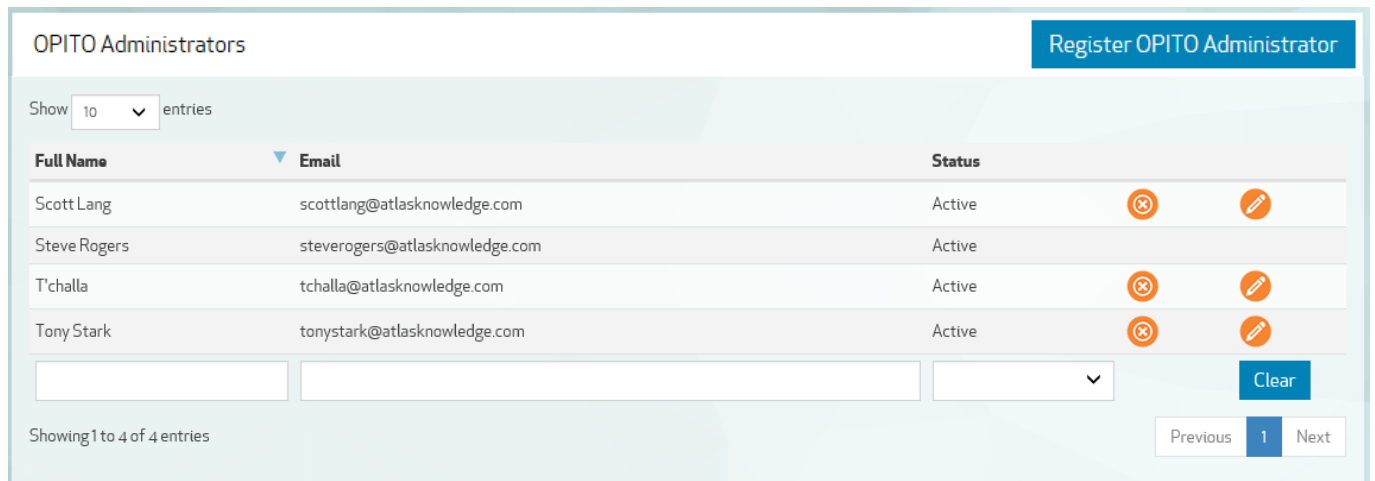 OPITO Administrators Register OPITO Administrator
Show 10 entries
Full Name Email Status
Scott Lang scottlang@atlasknowledge.com Active
Steve Rogers steverogers@atlasknowledge.com Active
T'challa tchalla@atlasknowledge.com Active
Tony Stark tonystark@atlasknowledge.com Active
Clear
Showing 1 to 4 of 4 entries Previous 1 Next